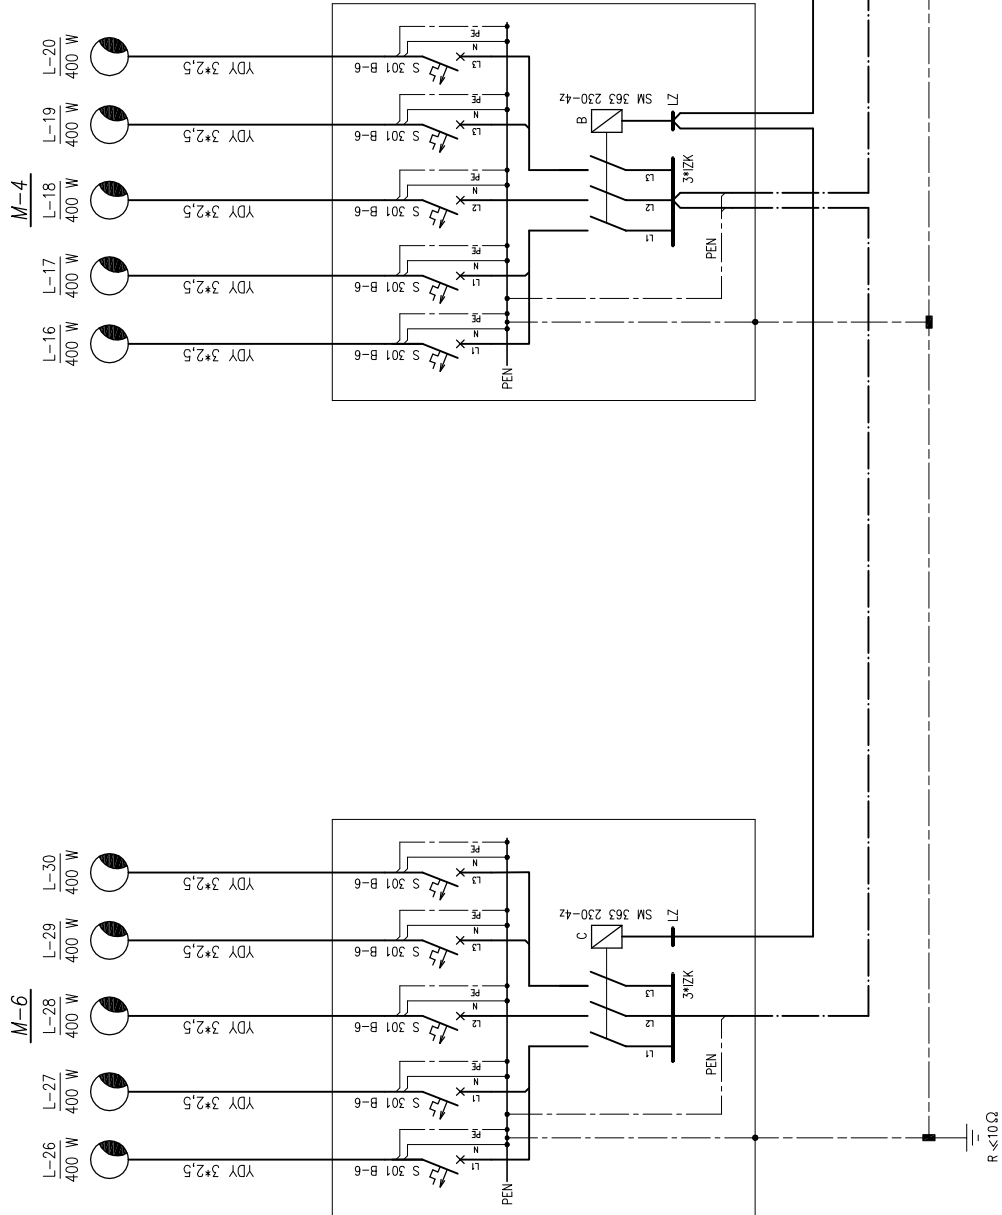 M-4
L-20
400 W
L-19
400 W
L-18
400 W
L-17
400 W
L-16
400 W
YDY 3*2,5
YDY 3*2,5
YDY 3*2,5
YDY 3*2,5
YDY 3*2,5
S 301 B-6
S 301 B-6
S 301 B-6
S 301 B-6
S 301 B-6
PE
N
L3
PE
N
L3
PE
N
L2
PE
N
L1
PE
N
L1
PEN
SM 363 230-4z
B
LZ
3*IZK
L3
L2
L1
PEN
M-6
L-30
400 W
L-29
400 W
L-28
400 W
L-27
400 W
L-26
400 W
YDY 3*2,5
YDY 3*2,5
YDY 3*2,5
YDY 3*2,5
YDY 3*2,5
S 301 B-6
S 301 B-6
S 301 B-6
S 301 B-6
S 301 B-6
PE
N
L3
PE
N
L3
PE
N
L2
PE
N
L1
PE
N
L1
PEN
SM 363 230-4z
C
LZ
3*IZK
L3
L2
L1
PEN
R ≤10Ω